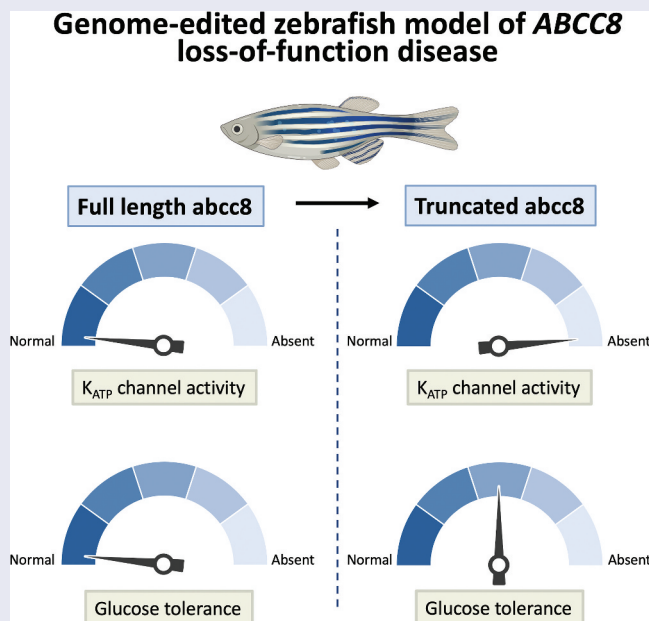 Genome-edited zebrafish model of ABCC8
loss-of-function disease
Full length abcc8
Truncated abcc8
Normal
Absent
Normal
Absent
KATP channel activity
KATP channel activity
Normal
Absent
Normal
Absent
Glucose tolerance
Glucose tolerance